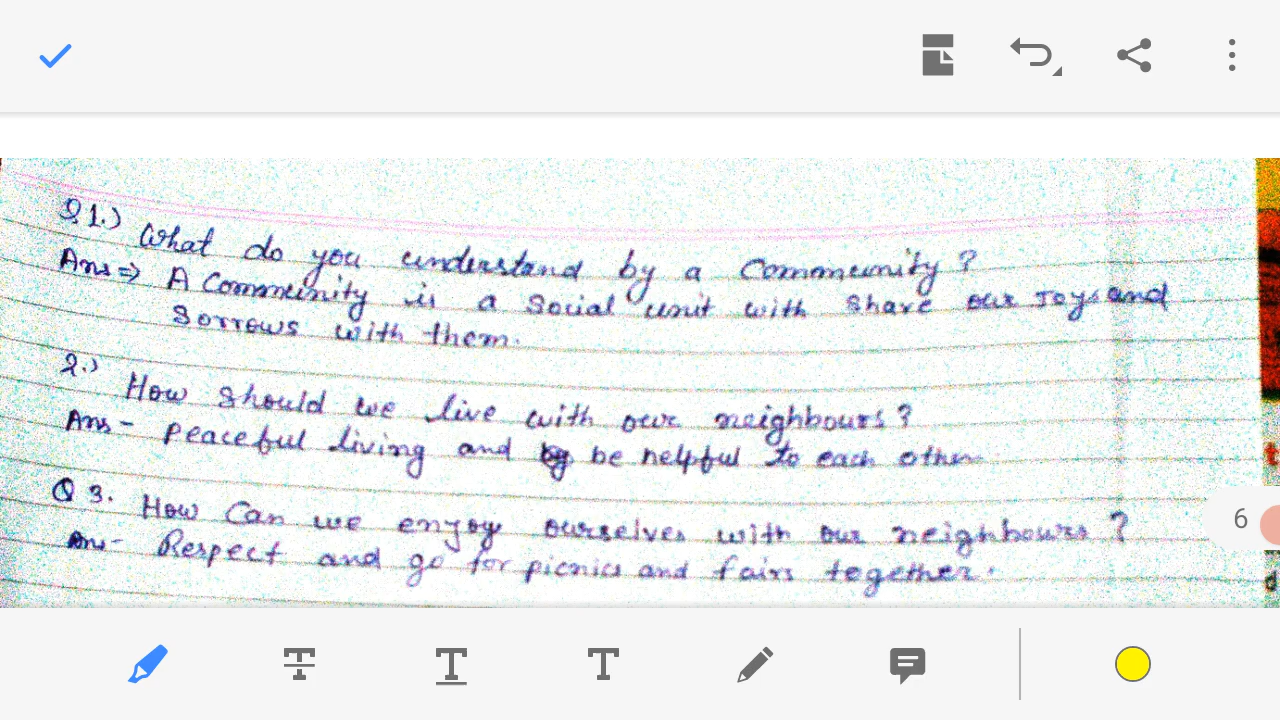 Q1.) What do you understand by a Community?
Ans⇒ A Community is a Social unit with share our Joys and
Sorrows with them.
2.) How should we live with our neighbours?
Ans- Peaceful living and be helpful to each other
Q3. How Can we enjoy ourselves with our neighbours?
Ans- Respect and go for picnics and fairs together.
6